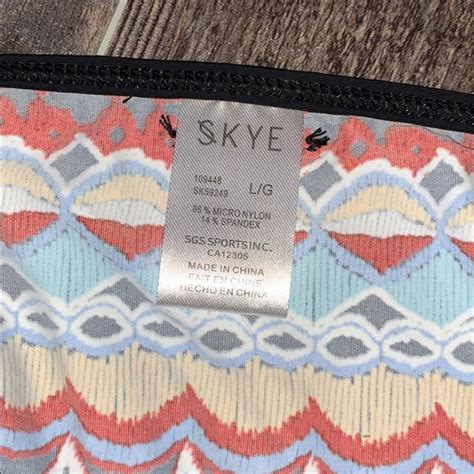 SKYE
109448
SK59249 L/G
86 % MICRO NYLON
14 % SPANDEX
SGS SPORTS INC.
CA12305
MADE IN CHINA
FAIT EN CHINE
HECHO EN CHINA